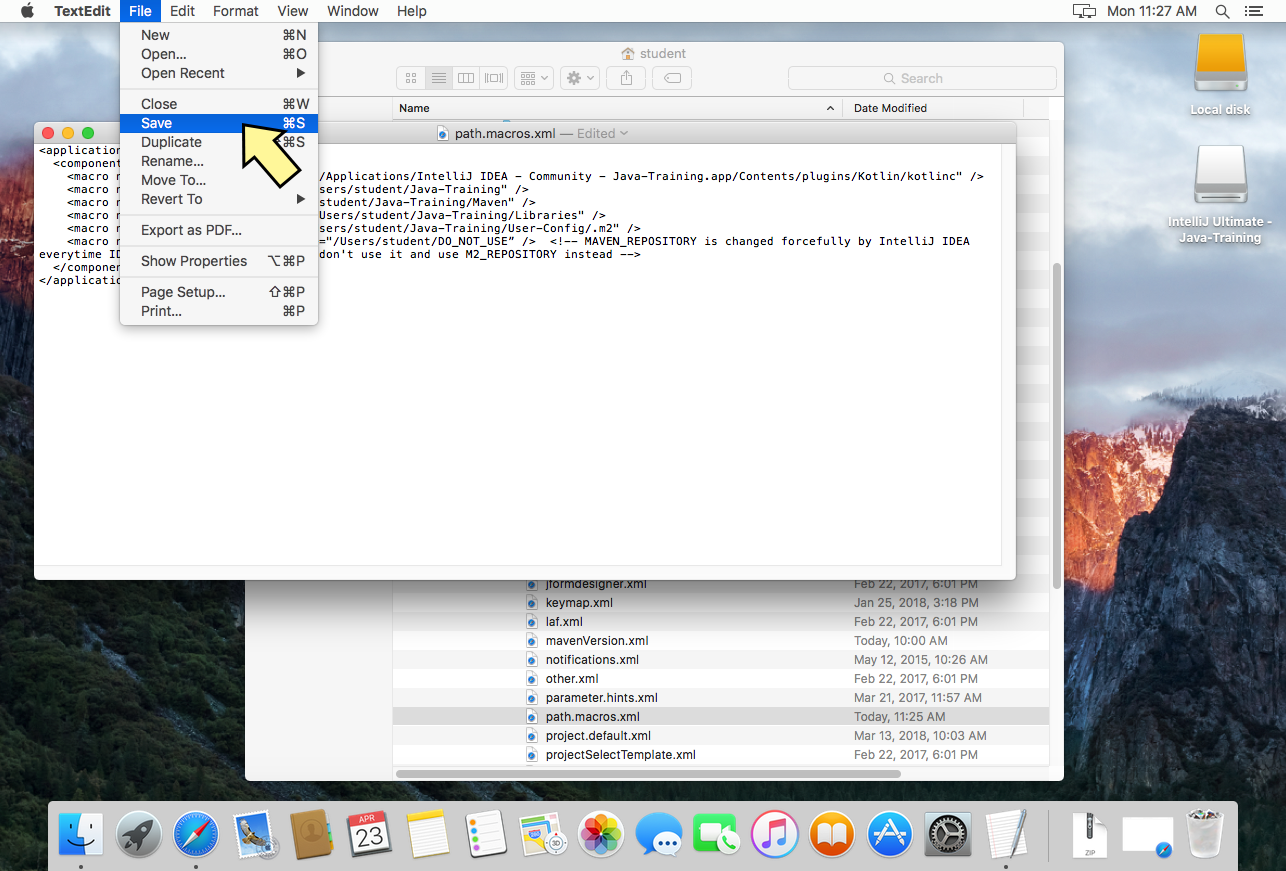 TextEdit File Edit Format View Window Help Mon 11:27 AM
New ⌘N
Open... ⌘O
Open Recent ▶
Close ⌘W
Save ⌘S
Duplicate ⇧⌘S
Rename...
Move To...
Revert To ▶
Export as PDF...
Show Properties ⌥⌘P
Page Setup... ⇧⌘P
Print... ⌘P
student
Search
Name Date Modified
path.macros.xml — Edited
<application
<component
<macro n /Applications/IntelliJ IDEA - Community - Java-Training.app/Contents/plugins/Kotlin/kotlinc" />
<macro n sers/student/Java-Training" />
<macro n student/Java-Training/Maven" />
<macro n Users/student/Java-Training/Libraries" />
<macro n ers/student/Java-Training/User-Config/.m2" />
<macro n ="/Users/student/DO_NOT_USE” /> <!-- MAVEN_REPOSITORY is changed forcefully by IntelliJ IDEA
everytime ID don't use it and use M2_REPOSITORY instead -->
</componen
</applicatio
jformdesigner.xml Feb 22, 2017, 6:01 PM
keymap.xml Jan 25, 2018, 3:18 PM
laf.xml Feb 22, 2017, 6:01 PM
mavenVersion.xml Today, 10:00 AM
notifications.xml May 12, 2015, 10:26 AM
other.xml Feb 22, 2017, 6:01 PM
parameter.hints.xml Mar 21, 2017, 11:57 AM
path.macros.xml Today, 11:25 AM
project.default.xml Mar 13, 2018, 10:03 AM
projectSelectTemplate.xml Feb 22, 2017, 6:01 PM
Local disk
IntelliJ Ultimate -
Java-Training
APR
23
280
3D
ZIP